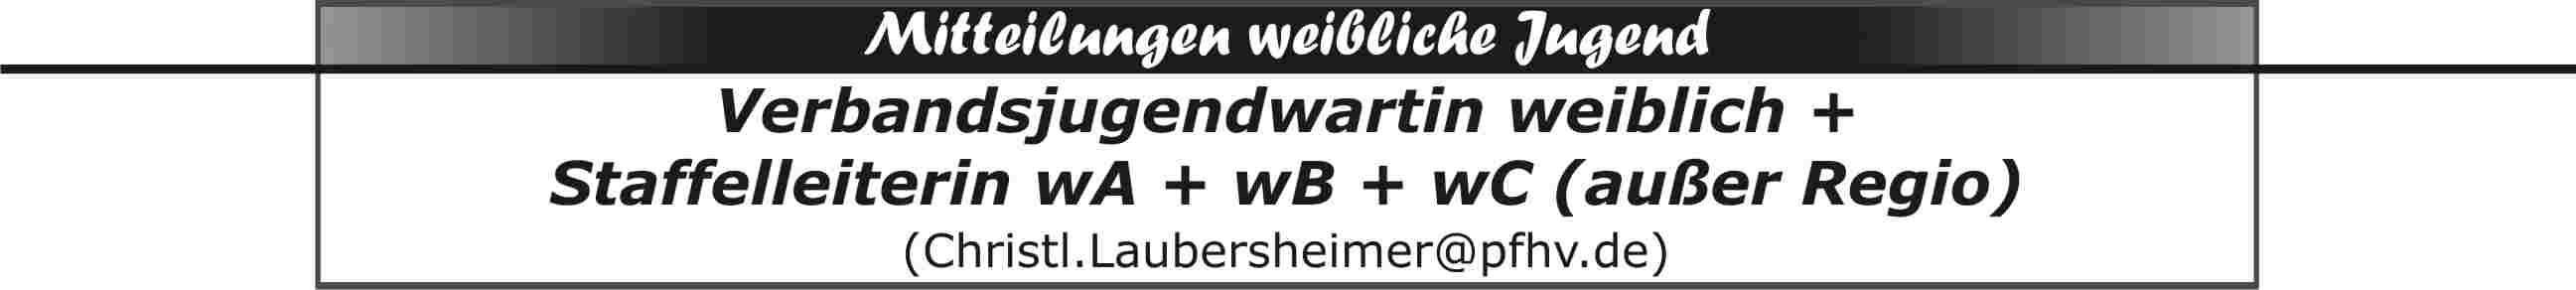 Mitteilungen weibliche Jugend
Verbandsjugendwartin weiblich +
Staffelleiterin wA + wB + wC (außer Regio)
(Christl.Laubersheimer@pfhv.de)